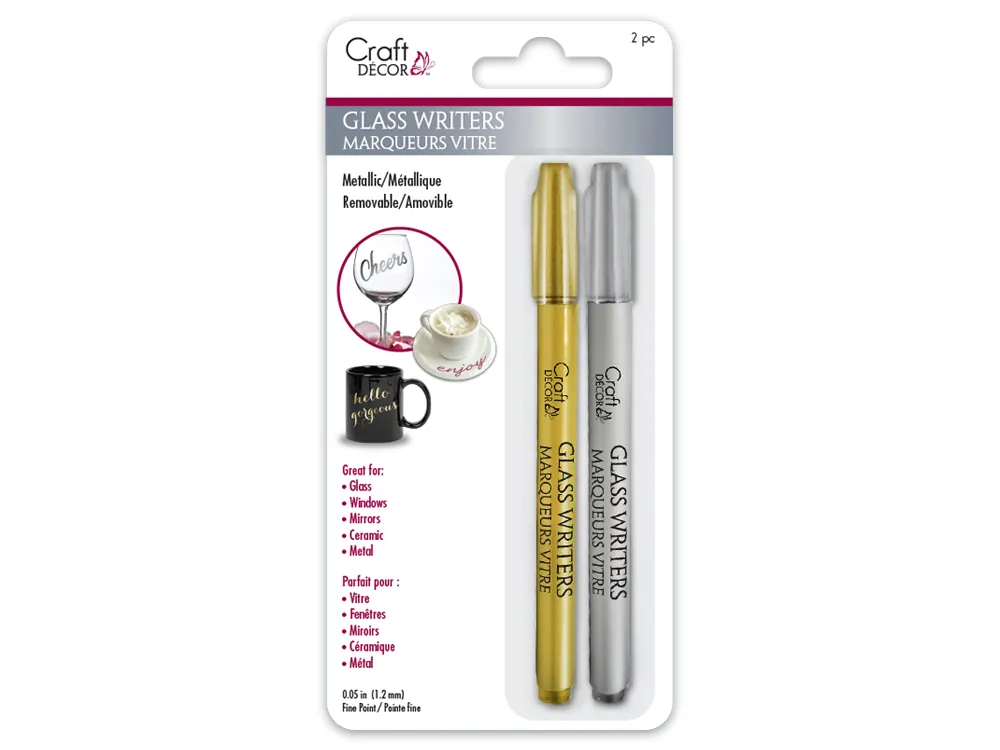 Craft
DÉCOR
2 pc
GLASS WRITERS
MARQUEURS VITRE
Metallic/Métallique
Removable/Amovible
Cheers
enjoy
hello
gorgeous
Great for:
• Glass
• Windows
• Mirrors
• Ceramic
• Metal
Parfait pour :
• Vitre
• Fenêtres
• Miroirs
• Céramique
• Métal
0.05 in (1.2 mm)
Fine Point / Pointe fine
Craft
DÉCOR
GLASS WRITERS
MARQUEURS VITRE
Craft
DÉCOR
GLASS WRITERS
MARQUEURS VITRE